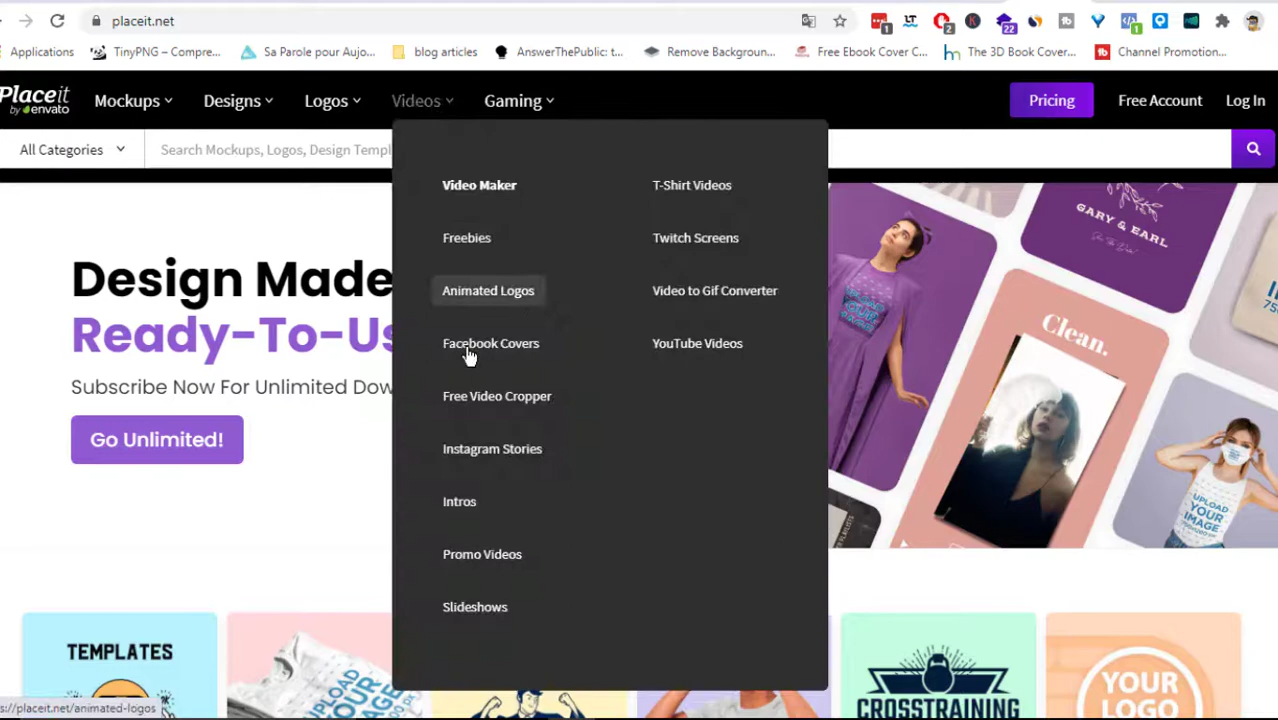 placeit.net
1
2
22
1
Applications
TinyPNG – Compre...
Sa Parole pour Aujo...
blog articles
AnswerThePublic: t...
Remove Backgroun...
Free Ebook Cover C...
The 3D Book Cover...
Channel Promotion...
Placeit
by envato
Mockups
Designs
Logos
Videos
Gaming
Pricing
Free Account
Log In
All Categories
Search Mockups, Logos, Design Templ
Video Maker
T-Shirt Videos
Freebies
Twitch Screens
Animated Logos
Video to Gif Converter
Facebook Covers
YouTube Videos
Free Video Cropper
Instagram Stories
Intros
Promo Videos
Slideshows
Design Made
Ready-To-Us
Subscribe Now For Unlimited Dow
Go Unlimited!
GARY & EARL
Clean.
UPLOAD
YOUR
IMAGE
TEMPLATES
UPLOAD
YOUR
CROSSTRAINING
YOUR
LOGO
s://placeit.net/animated-logos